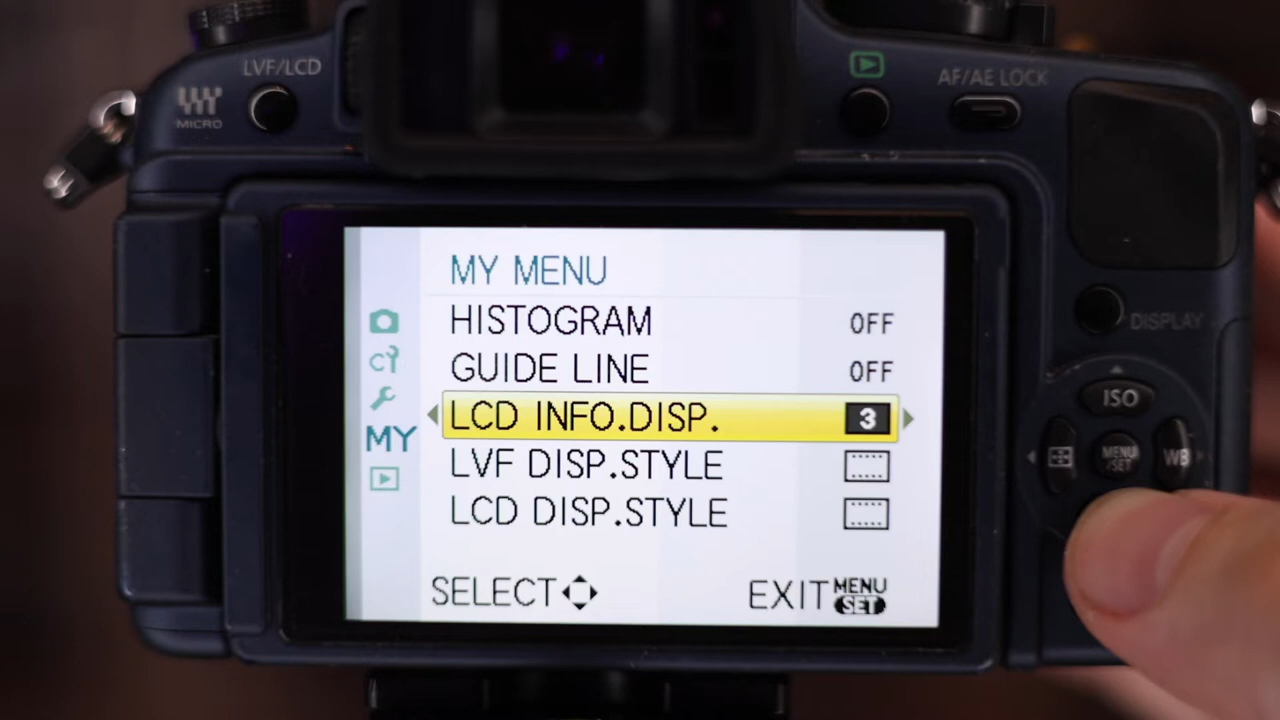 LVF/LCD
AF/AE LOCK
MICRO
MY MENU
HISTOGRAM OFF
GUIDE LINE OFF
LCD INFO.DISP. 3
LVF DISP.STYLE
LCD DISP.STYLE
MY
SELECT
EXIT MENU
SET
DISPLAY
ISO
MENU
/SET
WB